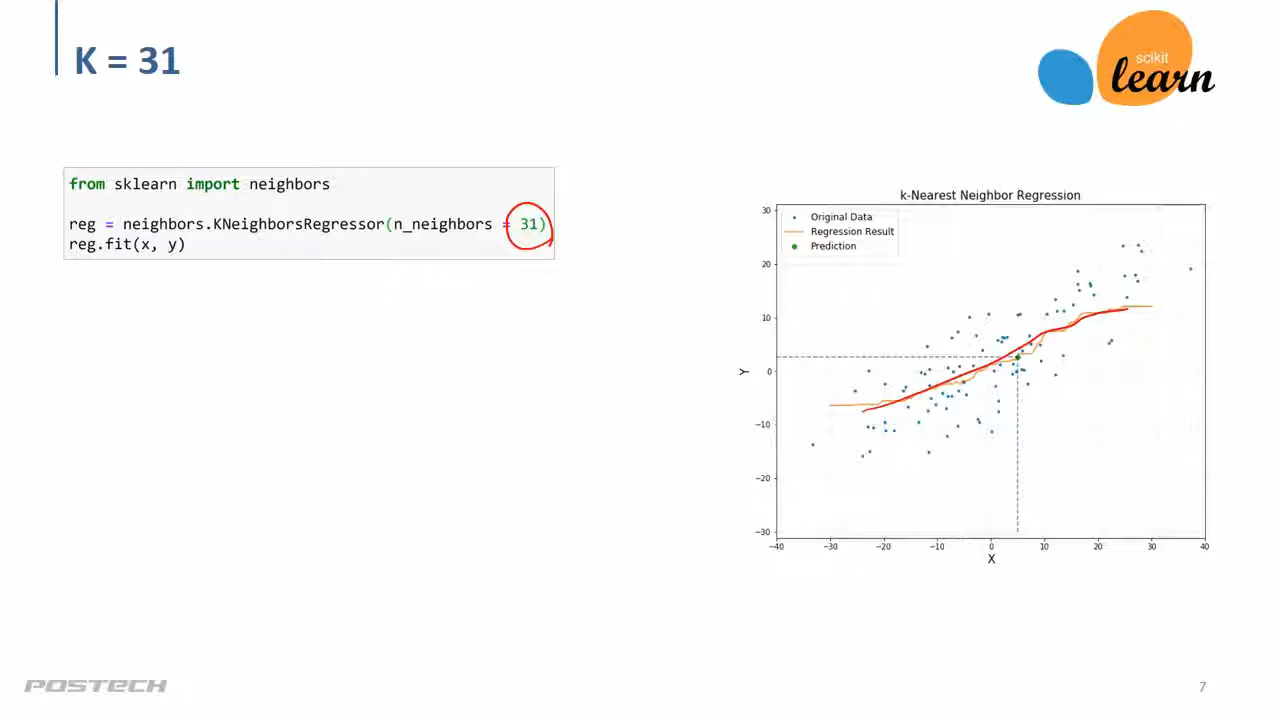 K = 31
scikit
learn
from sklearn import neighbors
reg = neighbors.KNeighborsRegressor(n_neighbors = 31)
reg.fit(x, y)
k-Nearest Neighbor Regression
Original Data
Regression Result
Prediction
30
20
10
0
−10
−20
−30
Y
−40 −30 −20 −10 0 10 20 30 40
X
POSTECH
7